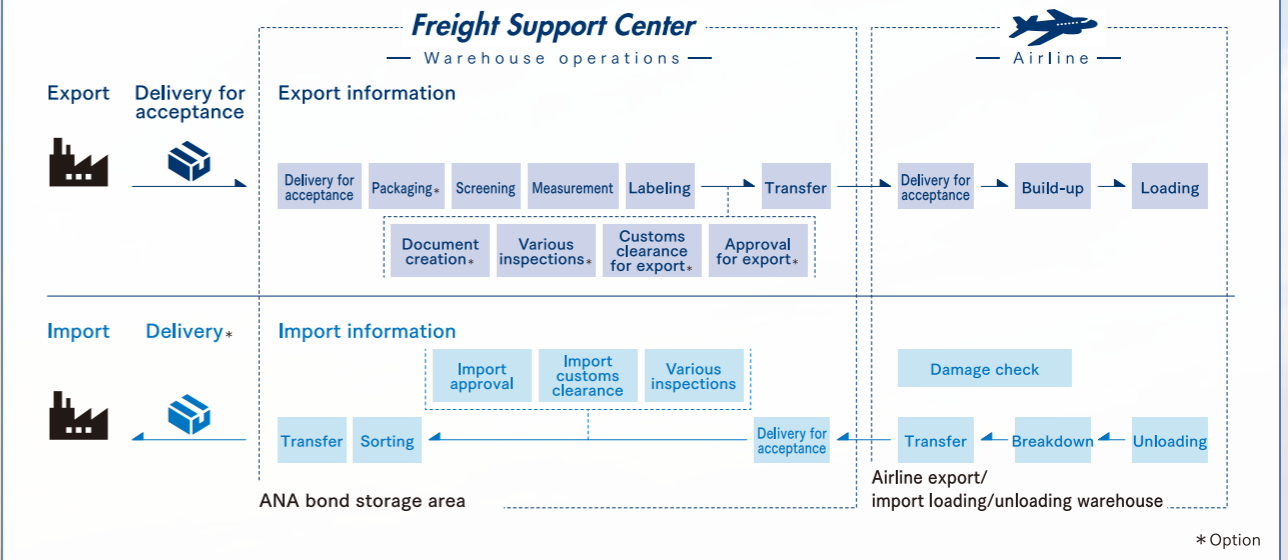 Freight Support Center
Warehouse operations
Airline
Export
Delivery for
acceptance
Export information
Delivery for
acceptance
Packaging*
Screening
Measurement
Labeling
Transfer
Delivery for
acceptance
Build-up
Loading
Document
creation*
Various
inspections*
Customs
clearance
for export*
Approval
for export*
Import
Delivery*
Import information
Import
approval
Import
customs
clearance
Various
inspections
Damage check
Transfer
Sorting
Delivery for
acceptance
Transfer
Breakdown
Unloading
ANA bond storage area
Airline export/
import loading/unloading warehouse
*Option